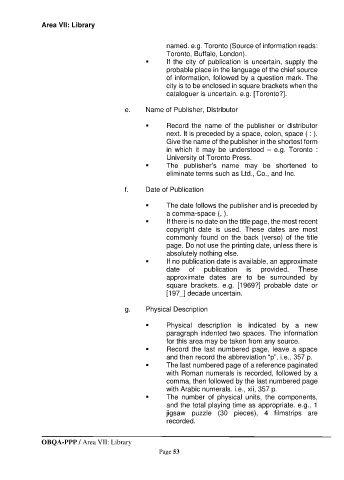 Area VII: Library
named. e.g. Toronto (Source of information reads:
Toronto, Buffalo, London).
▪ If the city of publication is uncertain, supply the
probable place in the language of the chief source
of information, followed by a question mark. The
city is to be enclosed in square brackets when the
cataloguer is uncertain. e.g. [Toronto?].
e. Name of Publisher, Distributor
▪ Record the name of the publisher or distributor
next. It is preceded by a space, colon, space ( : ).
Give the name of the publisher in the shortest form
in which it may be understood – e.g. Toronto :
University of Toronto Press.
▪ The publisher's name may be shortened to
eliminate terms such as Ltd., Co., and Inc.
f. Date of Publication
▪ The date follows the publisher and is preceded by
a comma-space (, ).
▪ If there is no date on the title page, the most recent
copyright date is used. These dates are most
commonly found on the back (verso) of the title
page. Do not use the printing date, unless there is
absolutely nothing else.
▪ If no publication date is available, an approximate
date of publication is provided. These
approximate dates are to be surrounded by
square brackets. e.g. [1969?] probable date or
[197_] decade uncertain.
g. Physical Description
▪ Physical description is indicated by a new
paragraph indented two spaces. The information
for this area may be taken from any source.
▪ Record the last numbered page, leave a space
and then record the abbreviation "p". i.e., 357 p.
▪ The last numbered page of a reference paginated
with Roman numerals is recorded, followed by a
comma, then followed by the last numbered page
with Arabic numerals. i.e., xii, 357 p.
▪ The number of physical units, the components,
and the total playing time as appropriate. e.g., 1
jigsaw puzzle (30 pieces), 4 filmstrips are
recorded.
OBQA-PPP / Area VII: Library
Page 53